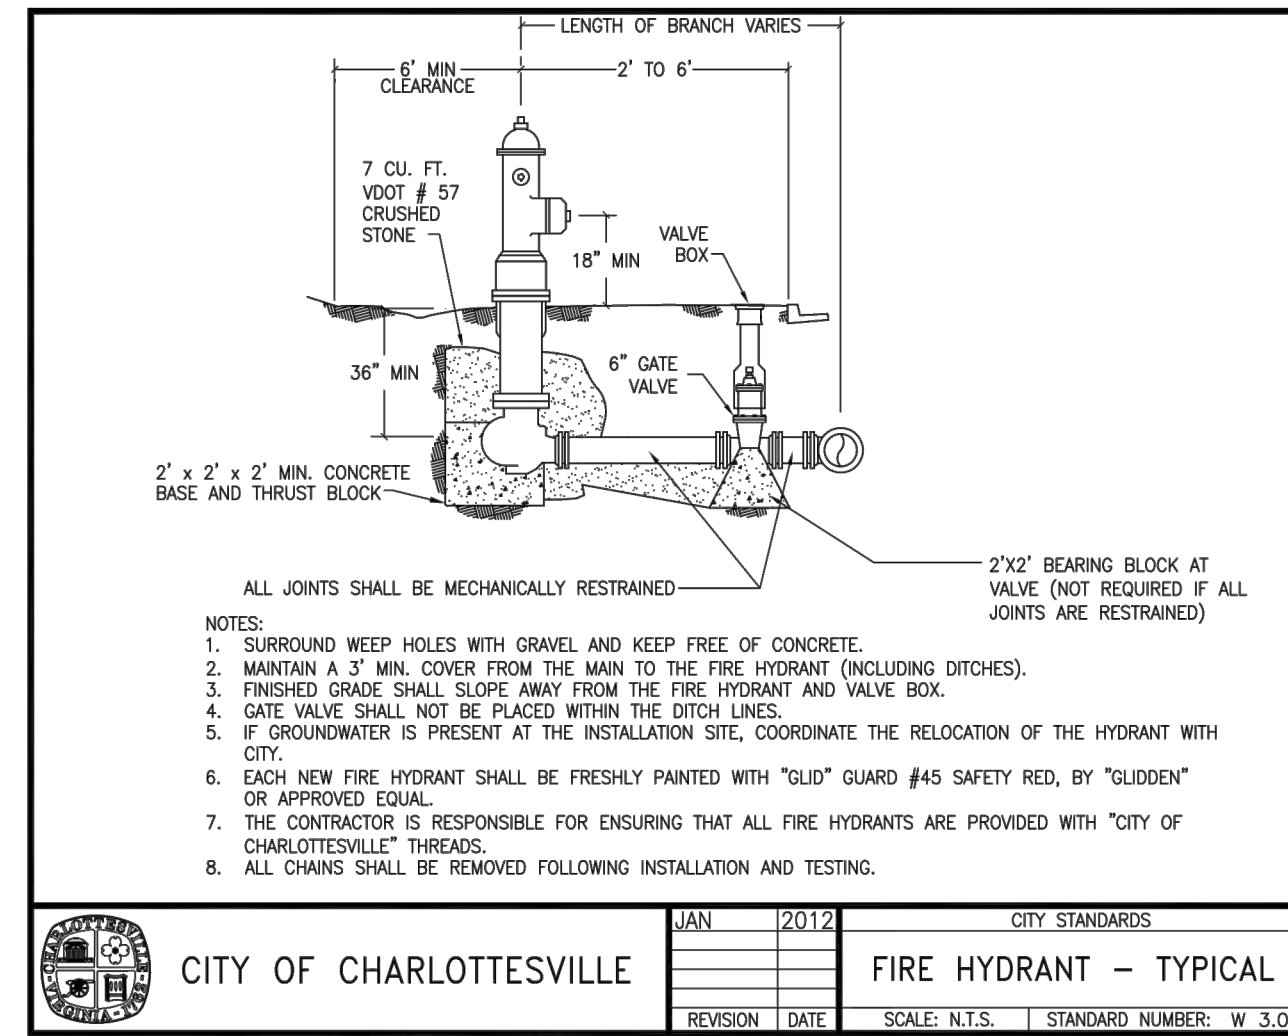 LENGTH OF BRANCH VARIES
6' MIN
CLEARANCE
2' TO 6'
7 CU. FT.
VDOT # 57
CRUSHED
STONE
18" MIN
VALVE
BOX
36" MIN
6" GATE
VALVE
2' x 2' x 2' MIN. CONCRETE
BASE AND THRUST BLOCK
2'X2' BEARING BLOCK AT
VALVE (NOT REQUIRED IF ALL
JOINTS ARE RESTRAINED)
ALL JOINTS SHALL BE MECHANICALLY RESTRAINED
NOTES:
1. SURROUND WEEP HOLES WITH GRAVEL AND KEEP FREE OF CONCRETE.
2. MAINTAIN A 3' MIN. COVER FROM THE MAIN TO THE FIRE HYDRANT (INCLUDING DITCHES).
3. FINISHED GRADE SHALL SLOPE AWAY FROM THE FIRE HYDRANT AND VALVE BOX.
4. GATE VALVE SHALL NOT BE PLACED WITHIN THE DITCH LINES.
5. IF GROUNDWATER IS PRESENT AT THE INSTALLATION SITE, COORDINATE THE RELOCATION OF THE HYDRANT WITH
CITY.
6. EACH NEW FIRE HYDRANT SHALL BE FRESHLY PAINTED WITH "GLID" GUARD #45 SAFETY RED, BY "GLIDDEN"
OR APPROVED EQUAL.
7. THE CONTRACTOR IS RESPONSIBLE FOR ENSURING THAT ALL FIRE HYDRANTS ARE PROVIDED WITH "CITY OF
CHARLOTTESVILLE" THREADS.
8. ALL CHAINS SHALL BE REMOVED FOLLOWING INSTALLATION AND TESTING.
CHARLOTTESVILLE
VIRGINIA-1762
CITY OF CHARLOTTESVILLE
JAN 2012
REVISION DATE
CITY STANDARDS
FIRE HYDRANT – TYPICAL
SCALE: N.T.S. STANDARD NUMBER: W 3.0